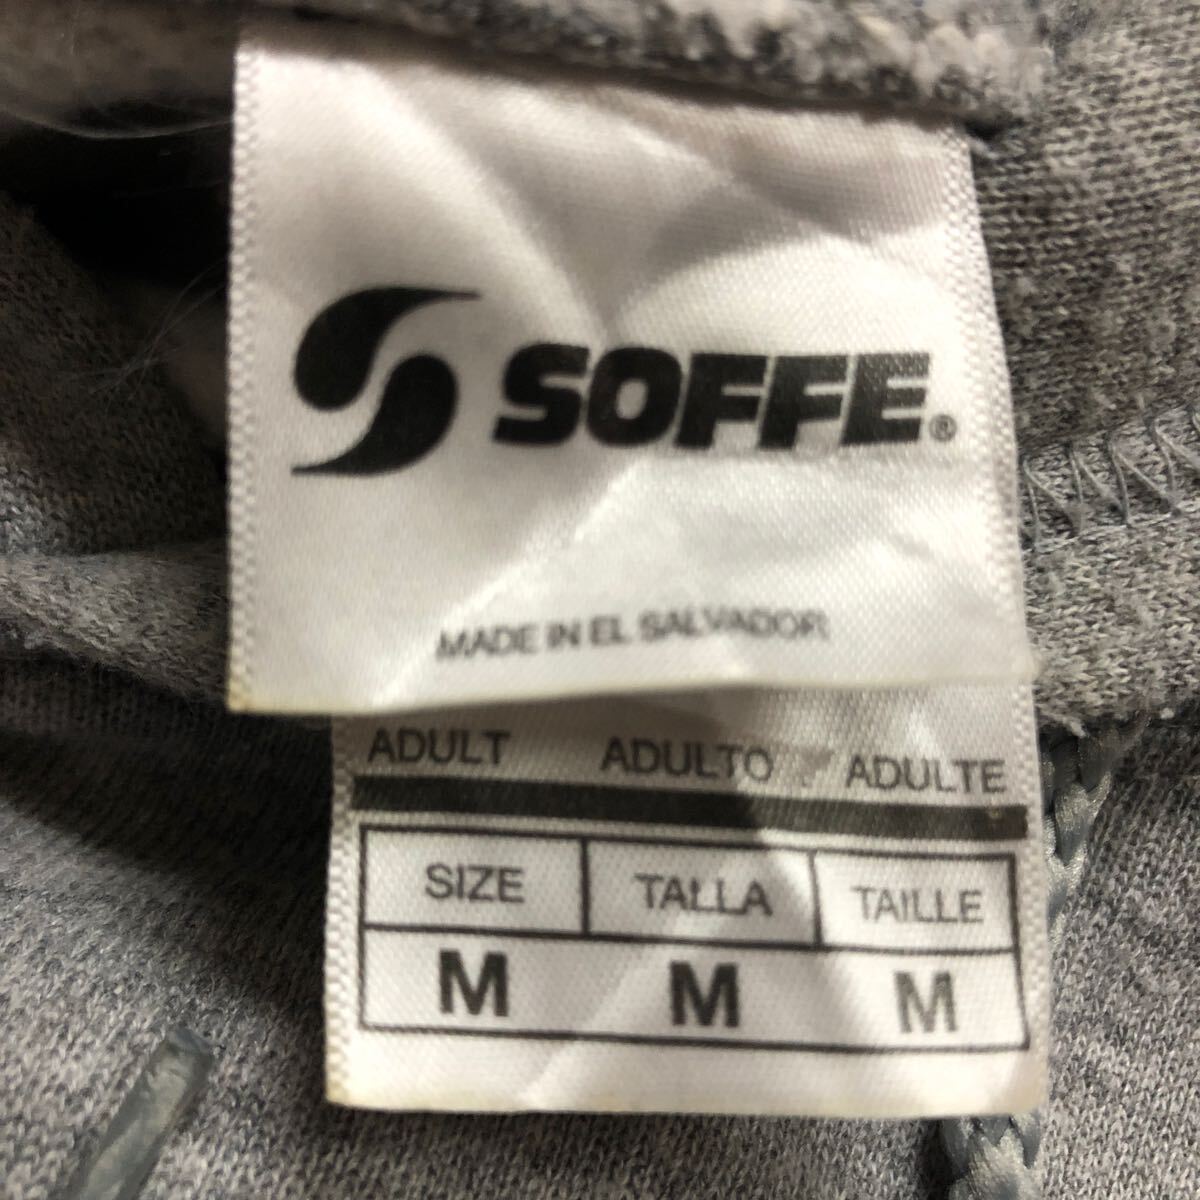 SOFFE®
MADE IN EL SALVADOR
ADULT ADULTO ADULTE
SIZE TALLA TAILLE
M M M